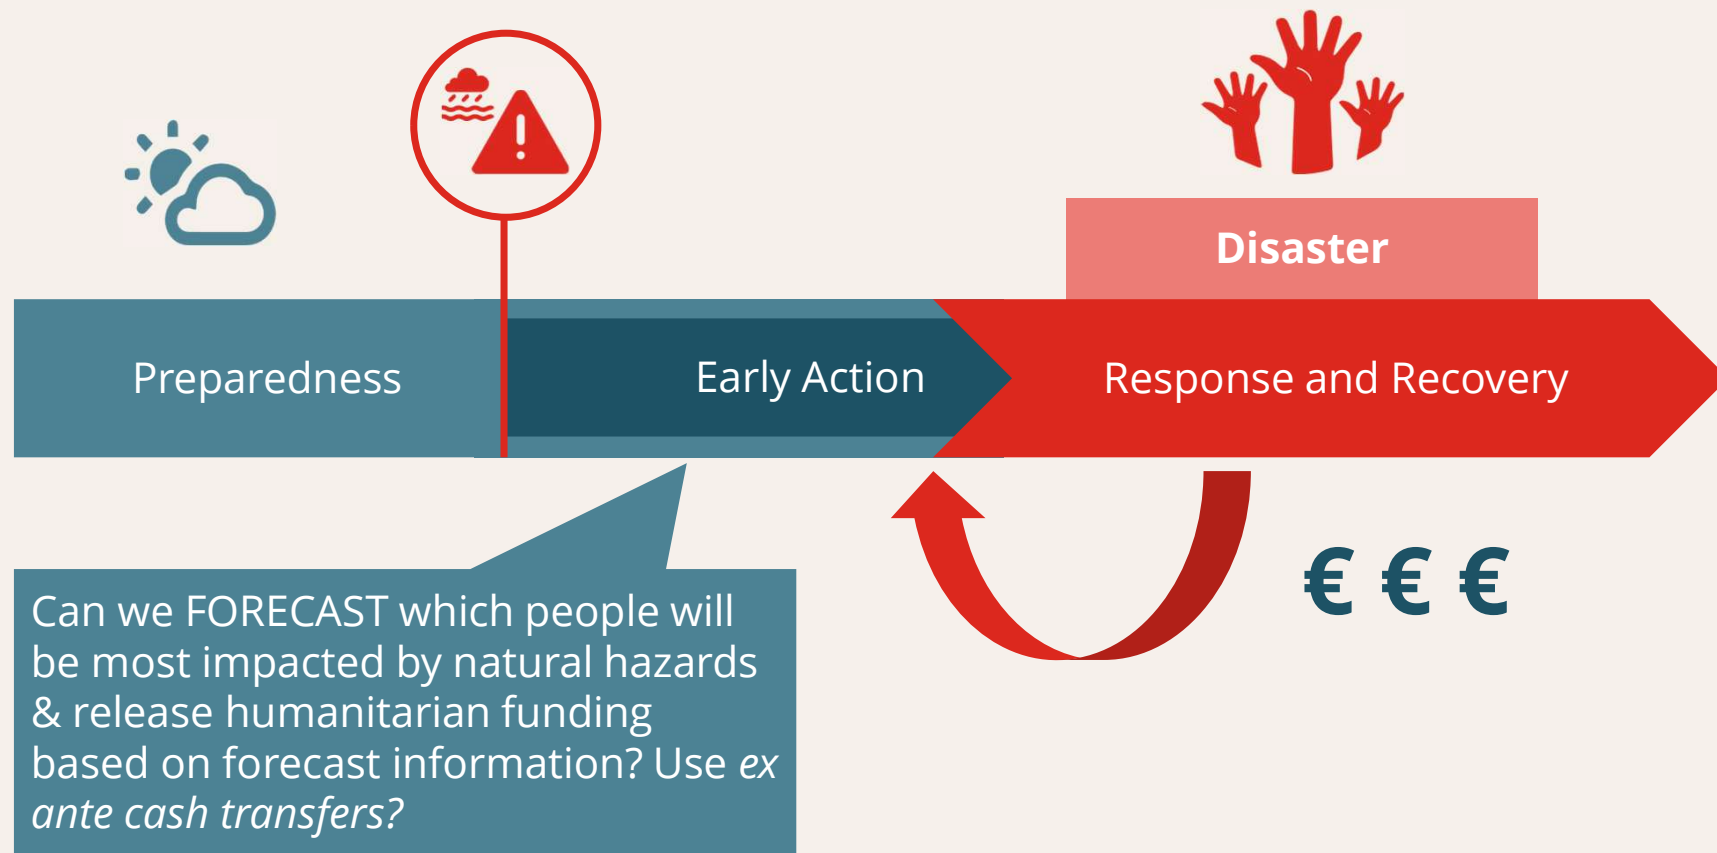 Disaster
Preparedness
Early Action
Response and Recovery
€ € €
Can we FORECAST which people will
be most impacted by natural hazards
& release humanitarian funding
based on forecast information? Use ex
ante cash transfers?